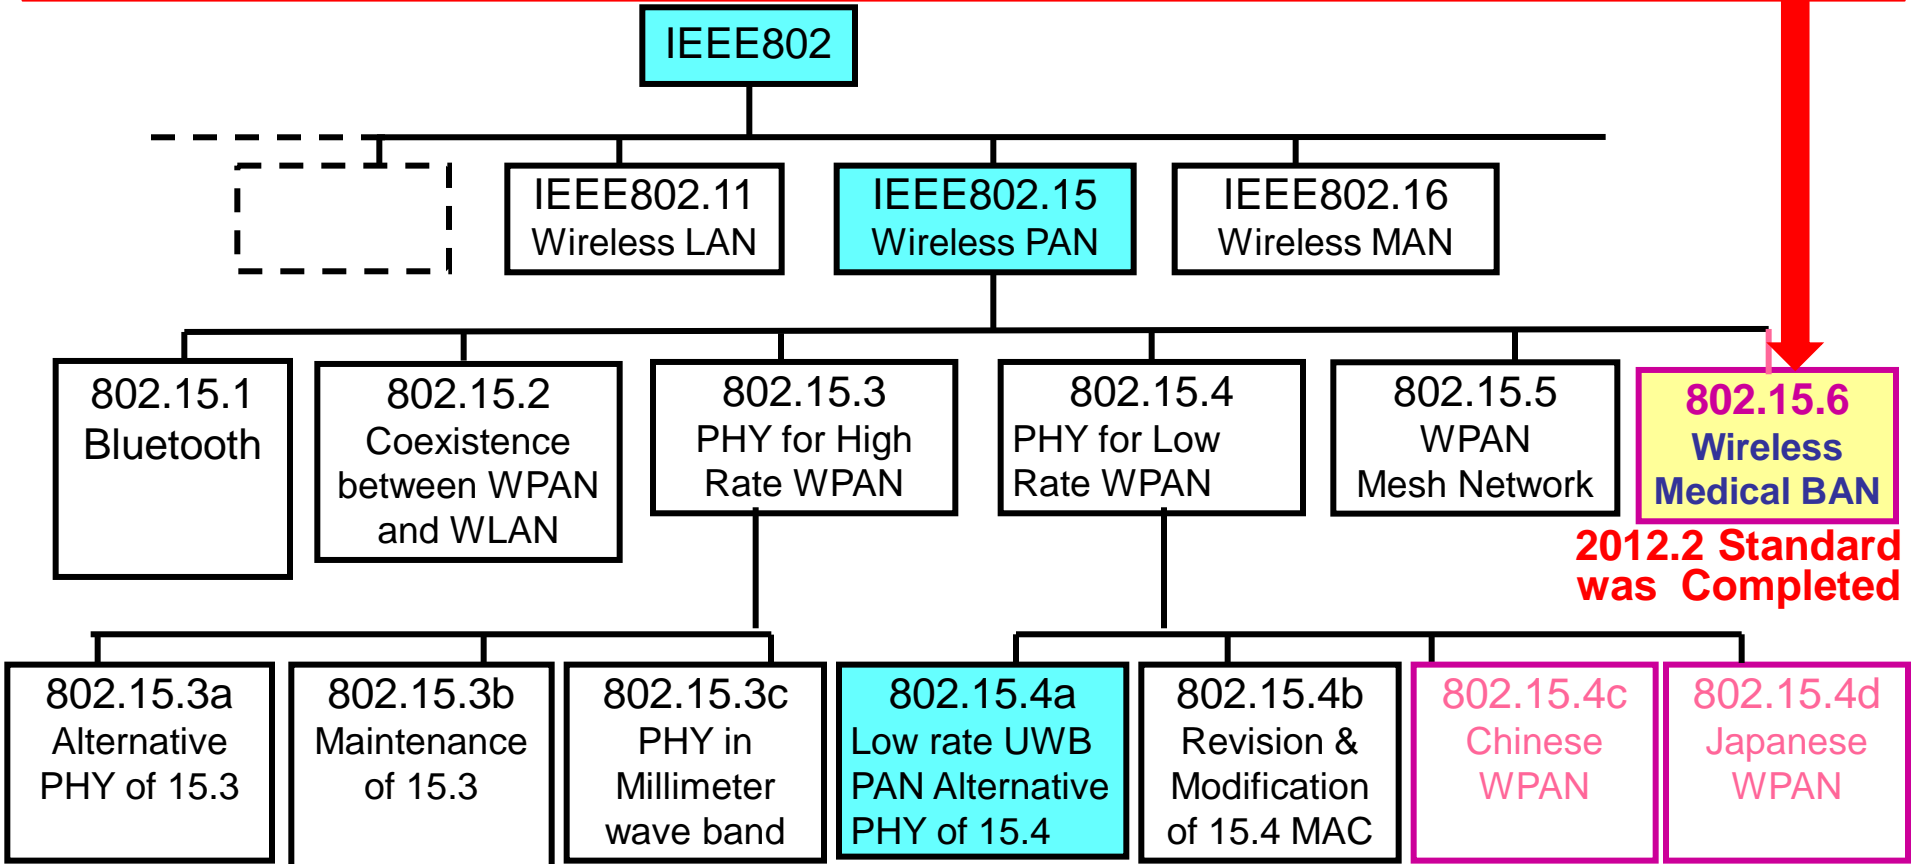 IEEE802
IEEE802.11
Wireless LAN
IEEE802.15
Wireless PAN
IEEE802.16
Wireless MAN
802.15.1
Bluetooth
802.15.2
Coexistence
between WPAN
and WLAN
802.15.3
PHY for High
Rate WPAN
802.15.4
PHY for Low
Rate WPAN
802.15.5
WPAN
Mesh Network
802.15.6
Wireless
Medical BAN
2012.2 Standard
was Completed
802.15.3a
Alternative
PHY of 15.3
802.15.3b
Maintenance
of 15.3
802.15.3c
PHY in
Millimeter
wave band
802.15.4a
Low rate UWB
PAN Alternative
PHY of 15.4
802.15.4b
Revision &
Modification
of 15.4 MAC
802.15.4c
Chinese
WPAN
802.15.4d
Japanese
WPAN